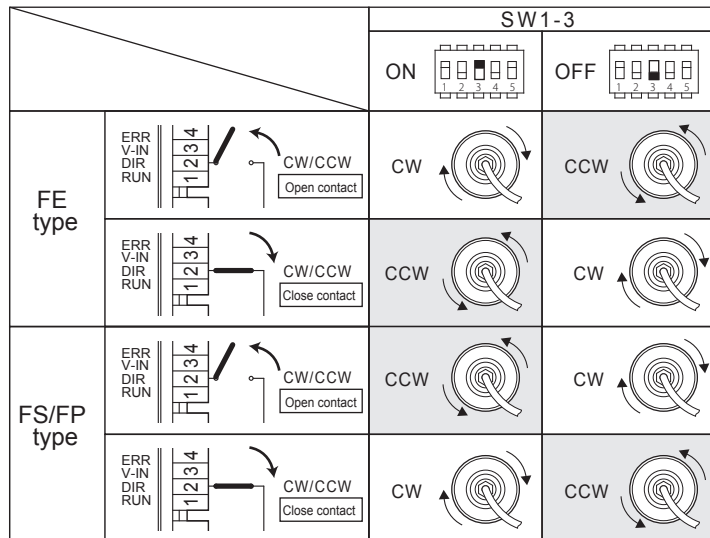 SW1-3
ON 1 2 3 4 5
OFF 1 2 3 4 5
FE type
ERR
V-IN
DIR
RUN
1 2 3 4
CW/CCW
Open contact
CW
CCW
ERR
V-IN
DIR
RUN
1 2 3 4
CW/CCW
Close contact
CCW
CW
FS/FP type
ERR
V-IN
DIR
RUN
1 2 3 4
CW/CCW
Open contact
CCW
CW
ERR
V-IN
DIR
RUN
1 2 3 4
CW/CCW
Close contact
CW
CCW